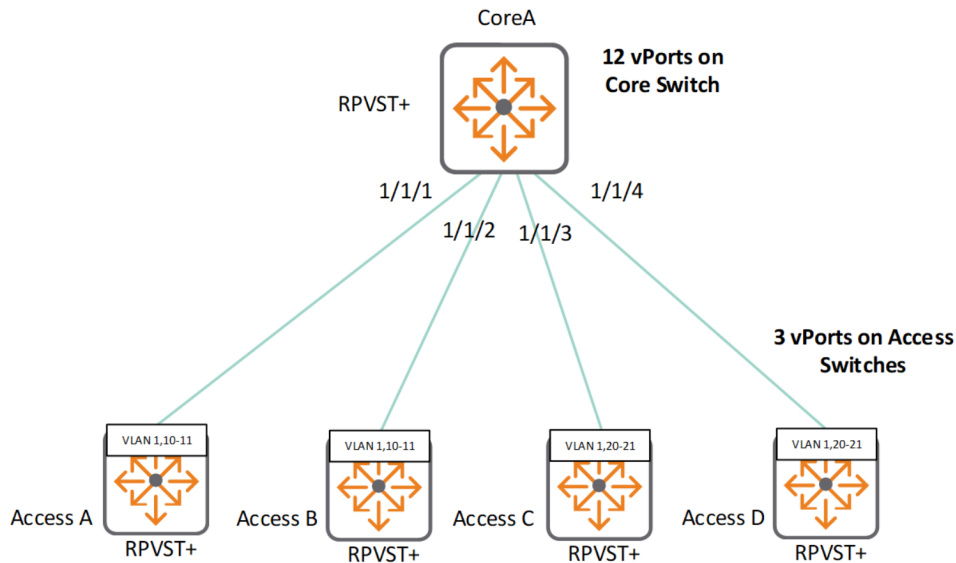 CoreA
12 vPorts on
Core Switch
RPVST+
1/1/1
1/1/4
1/1/2
1/1/3
3 vPorts on Access
Switches
VLAN 1,10-11
VLAN 1,10-11
VLAN 1,20-21
VLAN 1,20-21
Access A
Access B
Access C
Access D
RPVST+
RPVST+
RPVST+
RPVST+